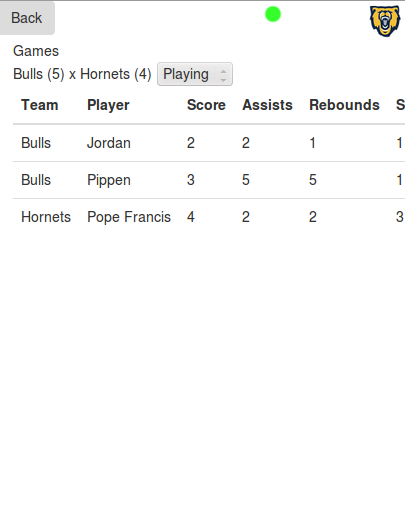 Back
Games
Bulls (5) x Hornets (4) Playing
Team Player Score Assists Rebounds S
Bulls Jordan 2 2 1 1
Bulls Pippen 3 5 5 1
Hornets Pope Francis 4 2 2 3